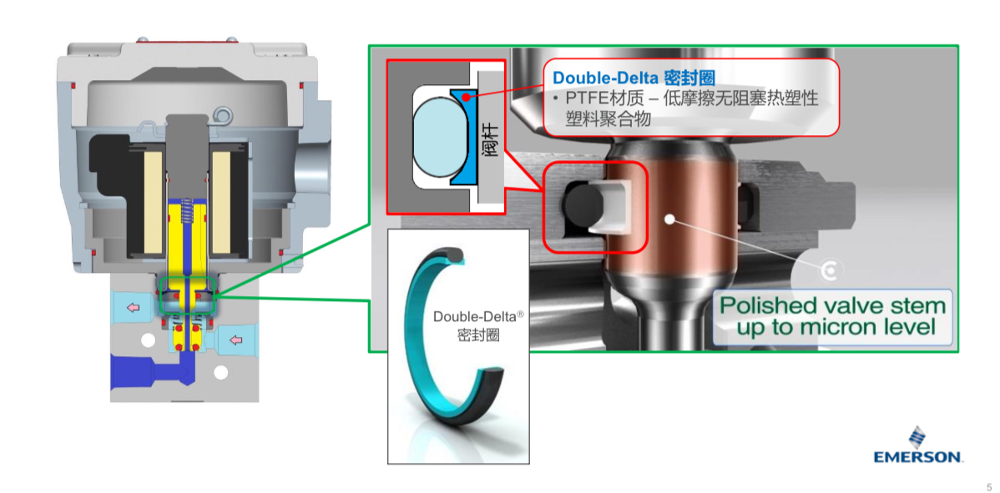 Double-Delta 密封圈
• PTFE材质 – 低摩擦无阻塞热塑性
塑料聚合物
阀杆
Double-Delta®
密封圈
Polished valve stem
up to micron level
EMERSON
5